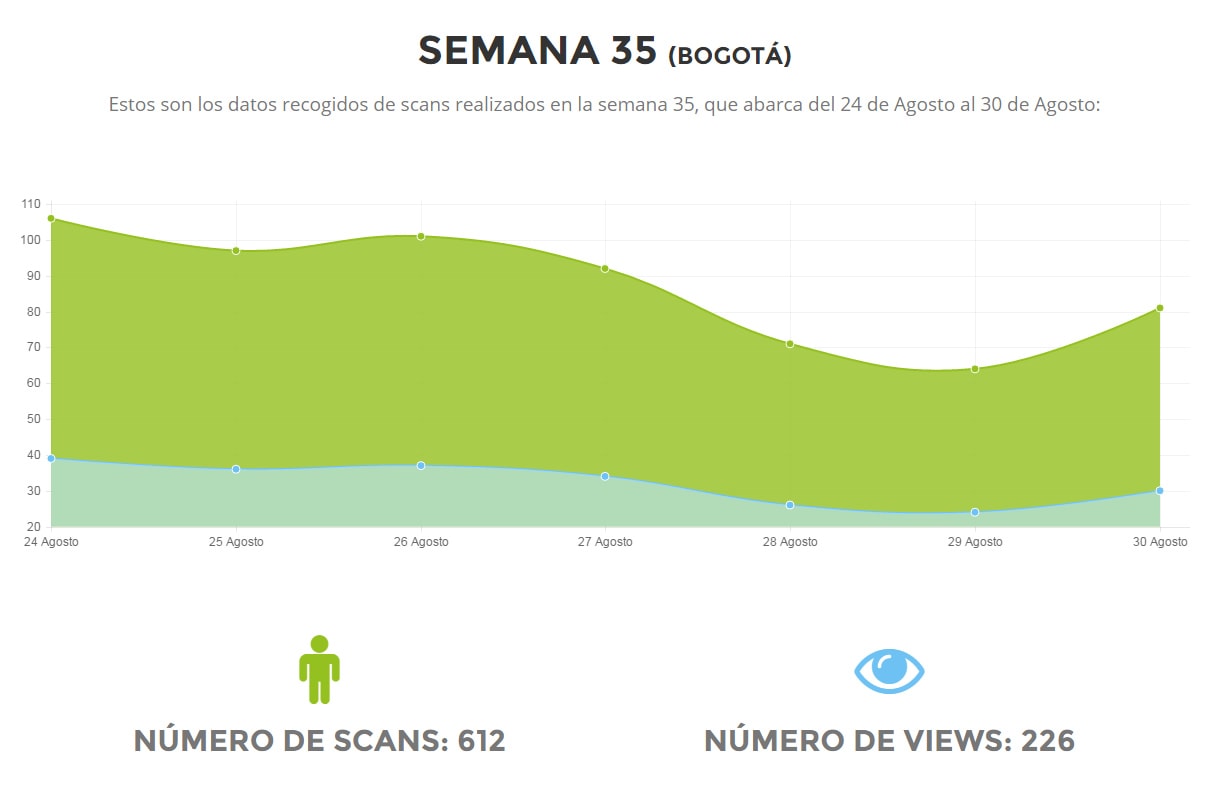 SEMANA 35 (BOGOTÁ)
Estos son los datos recogidos de scans realizados en la semana 35, que abarca del 24 de Agosto al 30 de Agosto:
110
100
90
80
70
60
50
40
30
20
24 Agosto 25 Agosto 26 Agosto 27 Agosto 28 Agosto 29 Agosto 30 Agosto
NÚMERO DE SCANS: 612
NÚMERO DE VIEWS: 226